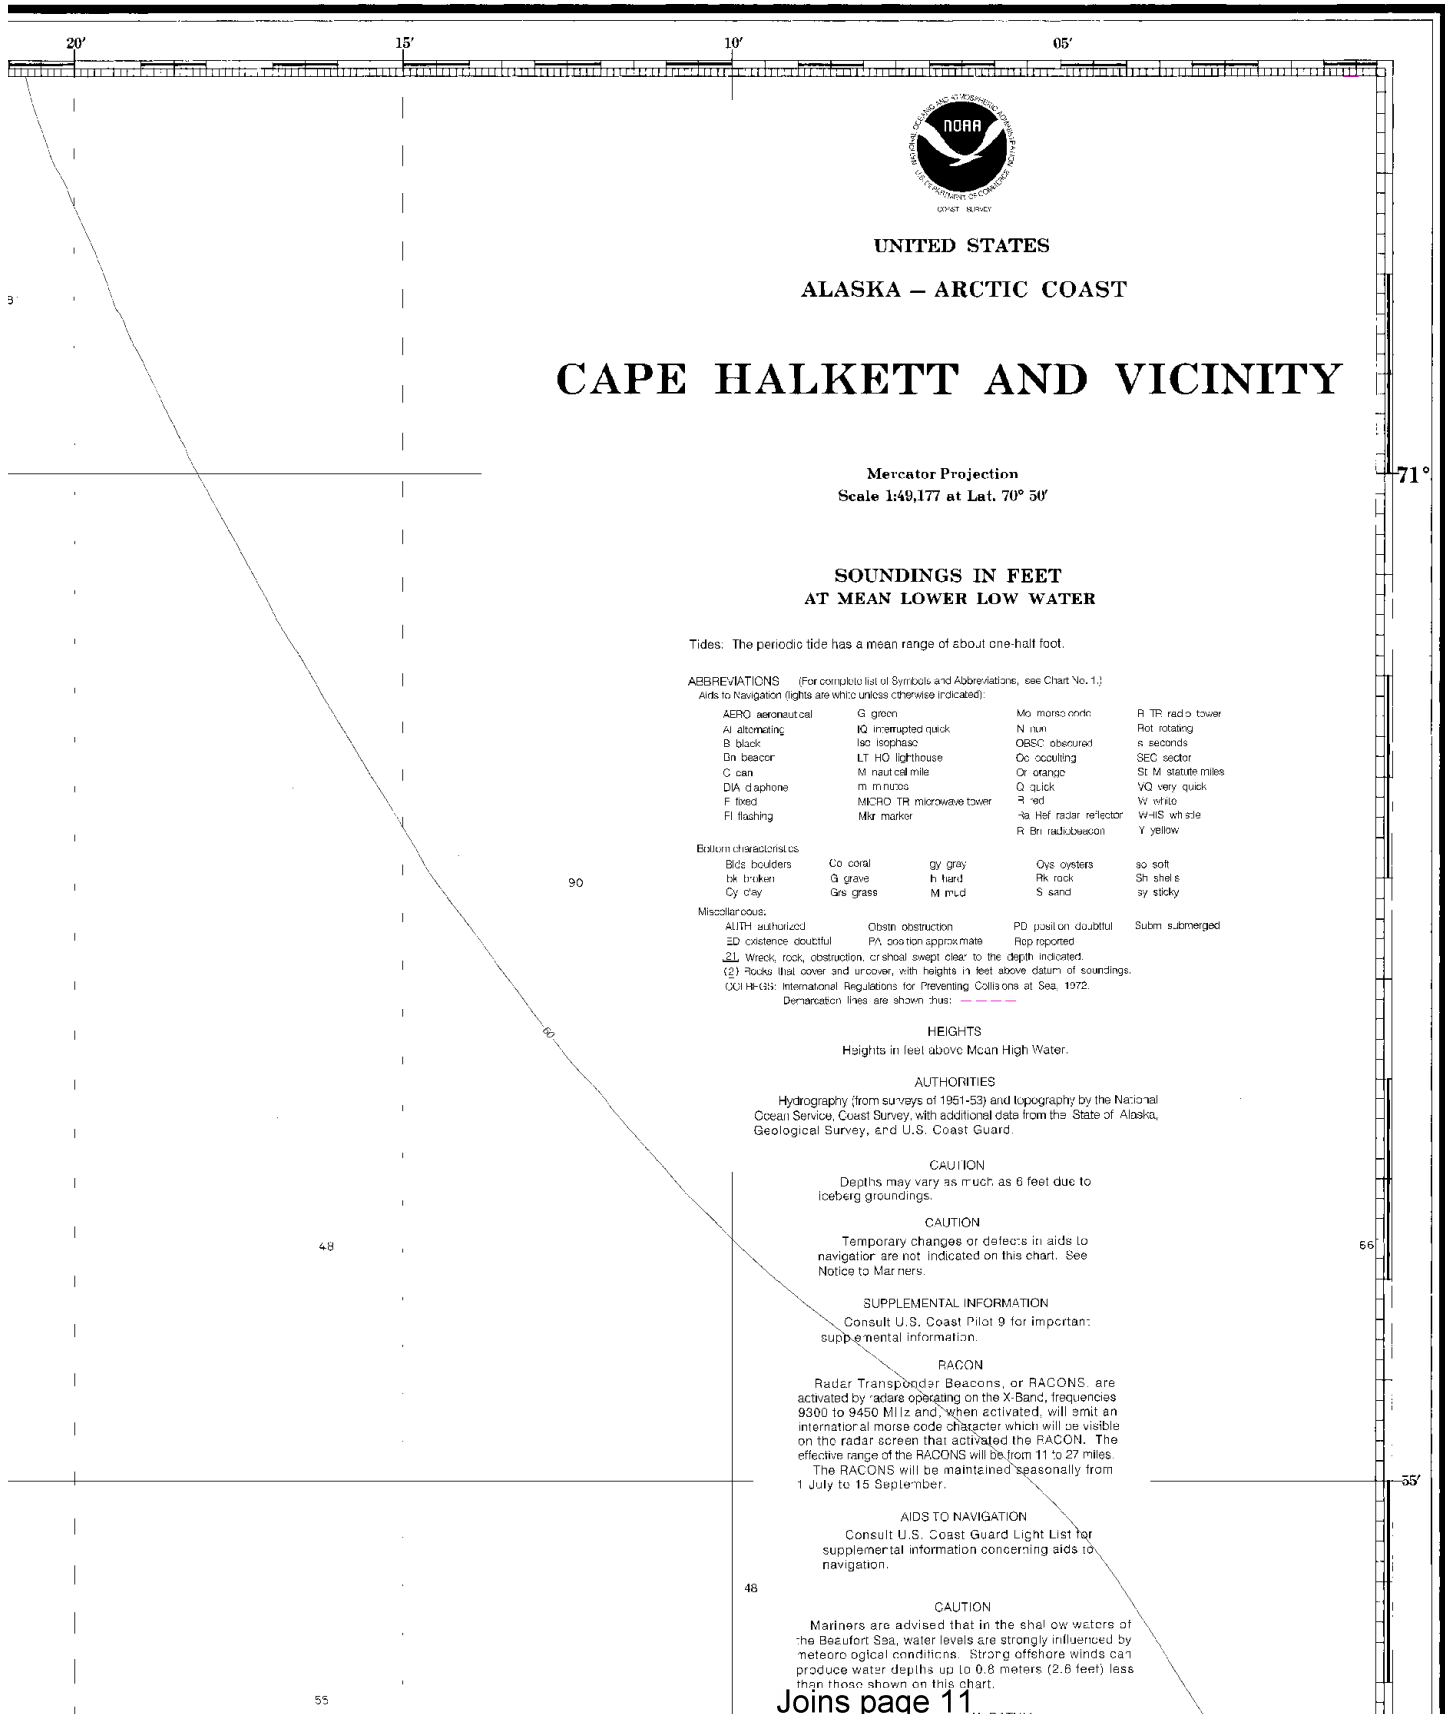 20′ 15′ 10′ 05′
NATIONAL OCEANIC AND ATMOSPHERIC ADMINISTRATION
NOAA
U.S. DEPARTMENT OF COMMERCE
COAST SURVEY
UNITED STATES
ALASKA – ARCTIC COAST
8
CAPE HALKETT AND VICINITY
Mercator Projection
71°
Scale 1:49,177 at Lat. 70° 50′
SOUNDINGS IN FEET
AT MEAN LOWER LOW WATER
Tides: The periodic tide has a mean range of about one-half foot.
ABBREVIATIONS (For complete list of Symbols and Abbreviations, see Chart No. 1.)
Aids to Navigation (lights are white unless otherwise indicated):
AERO aeronautical G green Mo morse code R TR radio tower
Al alternating IQ interrupted quick N nun Rot rotating
B black Iso isophase OBSC obscured s seconds
Bn beacon LT HO lighthouse Oc occulting SEC sector
C can M nautical mile Or orange St M statute miles
DIA diaphone m minutes Q quick VQ very quick
F fixed MICRO TR microwave tower R red W white
Fl flashing Mkr marker Ra Ref radar reflector WHIS whistle
R Bn radiobeacon Y yellow
Bottom characteristics
Blds boulders Co coral gy gray Oys oysters so soft
bk broken G gravel h hard Rk rock Sh shells
Cy clay Grs grass M mud S sand sy sticky
90
Miscellaneous:
AUTH authorized Obstn obstruction PD position doubtful Subm submerged
ED existence doubtful PA position approximate Rep reported
21 Wreck, rock, obstruction, or shoal swept clear to the depth indicated.
(2) Rocks that cover and uncover, with heights in feet above datum of soundings.
COLREGS: International Regulations for Preventing Collisions at Sea, 1972.
Demarcation lines are shown thus:
60
HEIGHTS
Heights in feet above Mean High Water.
AUTHORITIES
Hydrography (from surveys of 1951-53) and topography by the National
Ocean Service, Coast Survey, with additional data from the State of Alaska,
Geological Survey, and U.S. Coast Guard.
CAUTION
Depths may vary as much as 6 feet due to
iceberg groundings.
CAUTION
Temporary changes or defects in aids to
navigation are not indicated on this chart. See
Notice to Mariners.
48
66
SUPPLEMENTAL INFORMATION
Consult U.S. Coast Pilot 9 for important
supplemental information.
RACON
Radar Transponder Beacons, or RACONS, are
activated by radars operating on the X-Band, frequencies
9300 to 9450 MHz and, when activated, will emit an
international morse code character which will be visible
on the radar screen that activated the RACON. The
effective range of the RACONS will be from 11 to 27 miles.
The RACONS will be maintained seasonally from
1 July to 15 September.
55′
AIDS TO NAVIGATION
Consult U.S. Coast Guard Light List for
supplemental information concerning aids to
navigation.
48
CAUTION
Mariners are advised that in the shallow waters of
the Beaufort Sea, water levels are strongly influenced by
meteorological conditions. Strong offshore winds can
produce water depths up to 0.8 meters (2.6 feet) less
than those shown on this chart.
55
Joins page 11